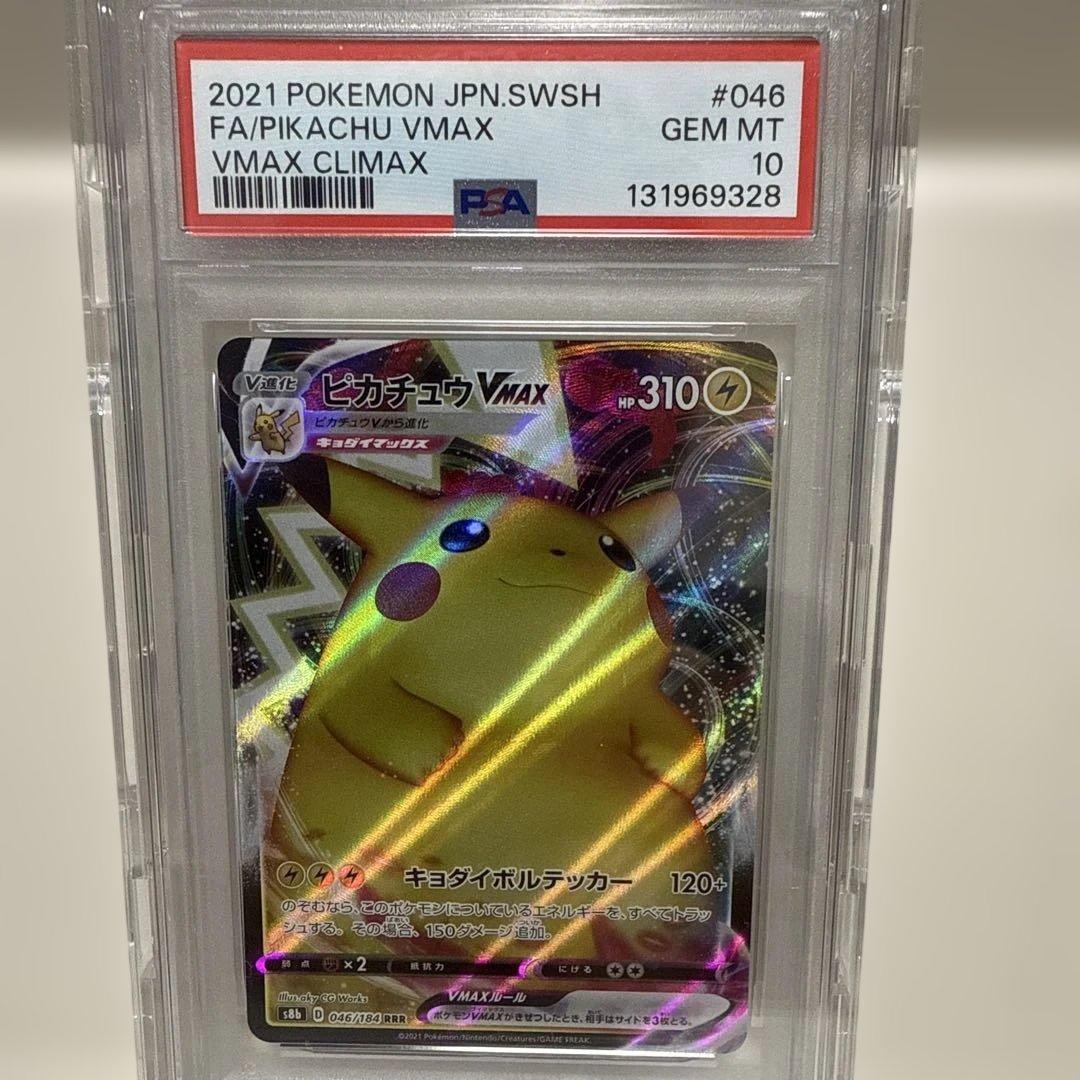 2021 POKEMON JPN.SWSH #046
FA/PIKACHU VMAX GEM MT
VMAX CLIMAX 10
PSA 131969328
V進化 ピカチュウVMAX HP310
ピカチュウVから進化
キョダイマックス
キョダイボルテッカー 120+
のぞむなら、このポケモンについているエネルギーを、すべてトラッ
シュする。その場合、150ダメージ追加。
弱点 ×2 抵抗力 にげる
Illus.aky CG Works VMAXルール
s8b D 046/184 RRR ポケモンVMAXがきぜつしたとき、相手はサイドを3枚とる。
©2021 Pokémon/Nintendo/Creatures/GAME FREAK.